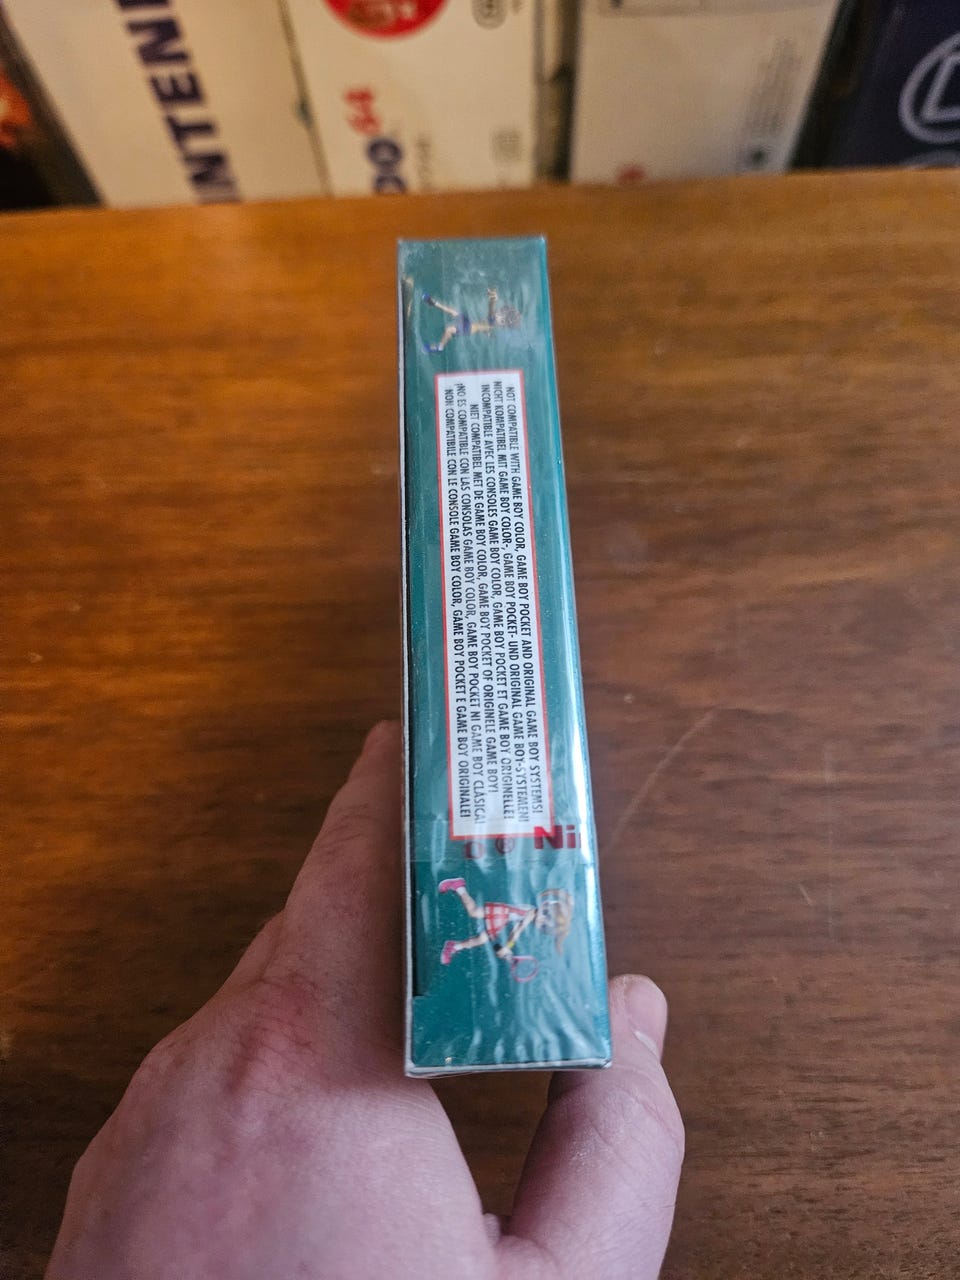 NOT COMPATIBLE WITH GAME BOY COLOR, GAME BOY POCKET AND ORIGINAL GAME BOY SYSTEMS!
NICHT KOMPATIBEL MIT GAME BOY COLOR-, GAME BOY POCKET- UND ORIGINAL GAME BOY-SYSTEMEN!
INCOMPATIBLE AVEC LES CONSOLES GAME BOY COLOR, GAME BOY POCKET ET GAME BOY ORIGINELLE!
NIET COMPATIBEL MET DE GAME BOY COLOR, GAME BOY POCKET OF ORIGINELE GAME BOY!
¡NO ES COMPATIBLE CON LAS CONSOLAS GAME BOY COLOR, GAME BOY POCKET NI GAME BOY CLÁSICA!
NON COMPATIBILE CON LE CONSOLE GAME BOY COLOR, GAME BOY POCKET E GAME BOY ORIGINALE!
Ni
®
INTEN